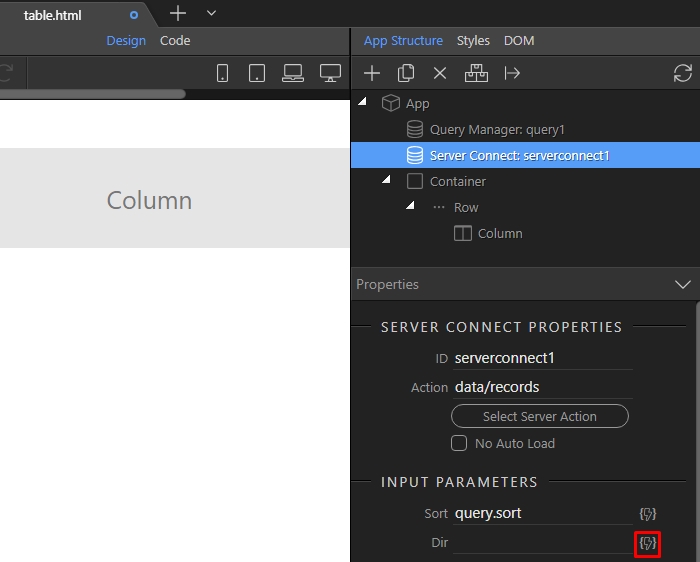 table.html
Design Code
Column
App Structure Styles DOM
App
Query Manager: query1
Server Connect: serverconnect1
Container
Row
Column
Properties
SERVER CONNECT PROPERTIES
ID serverconnect1
Action data/records
Select Server Action
No Auto Load
INPUT PARAMETERS
Sort query.sort
Dir